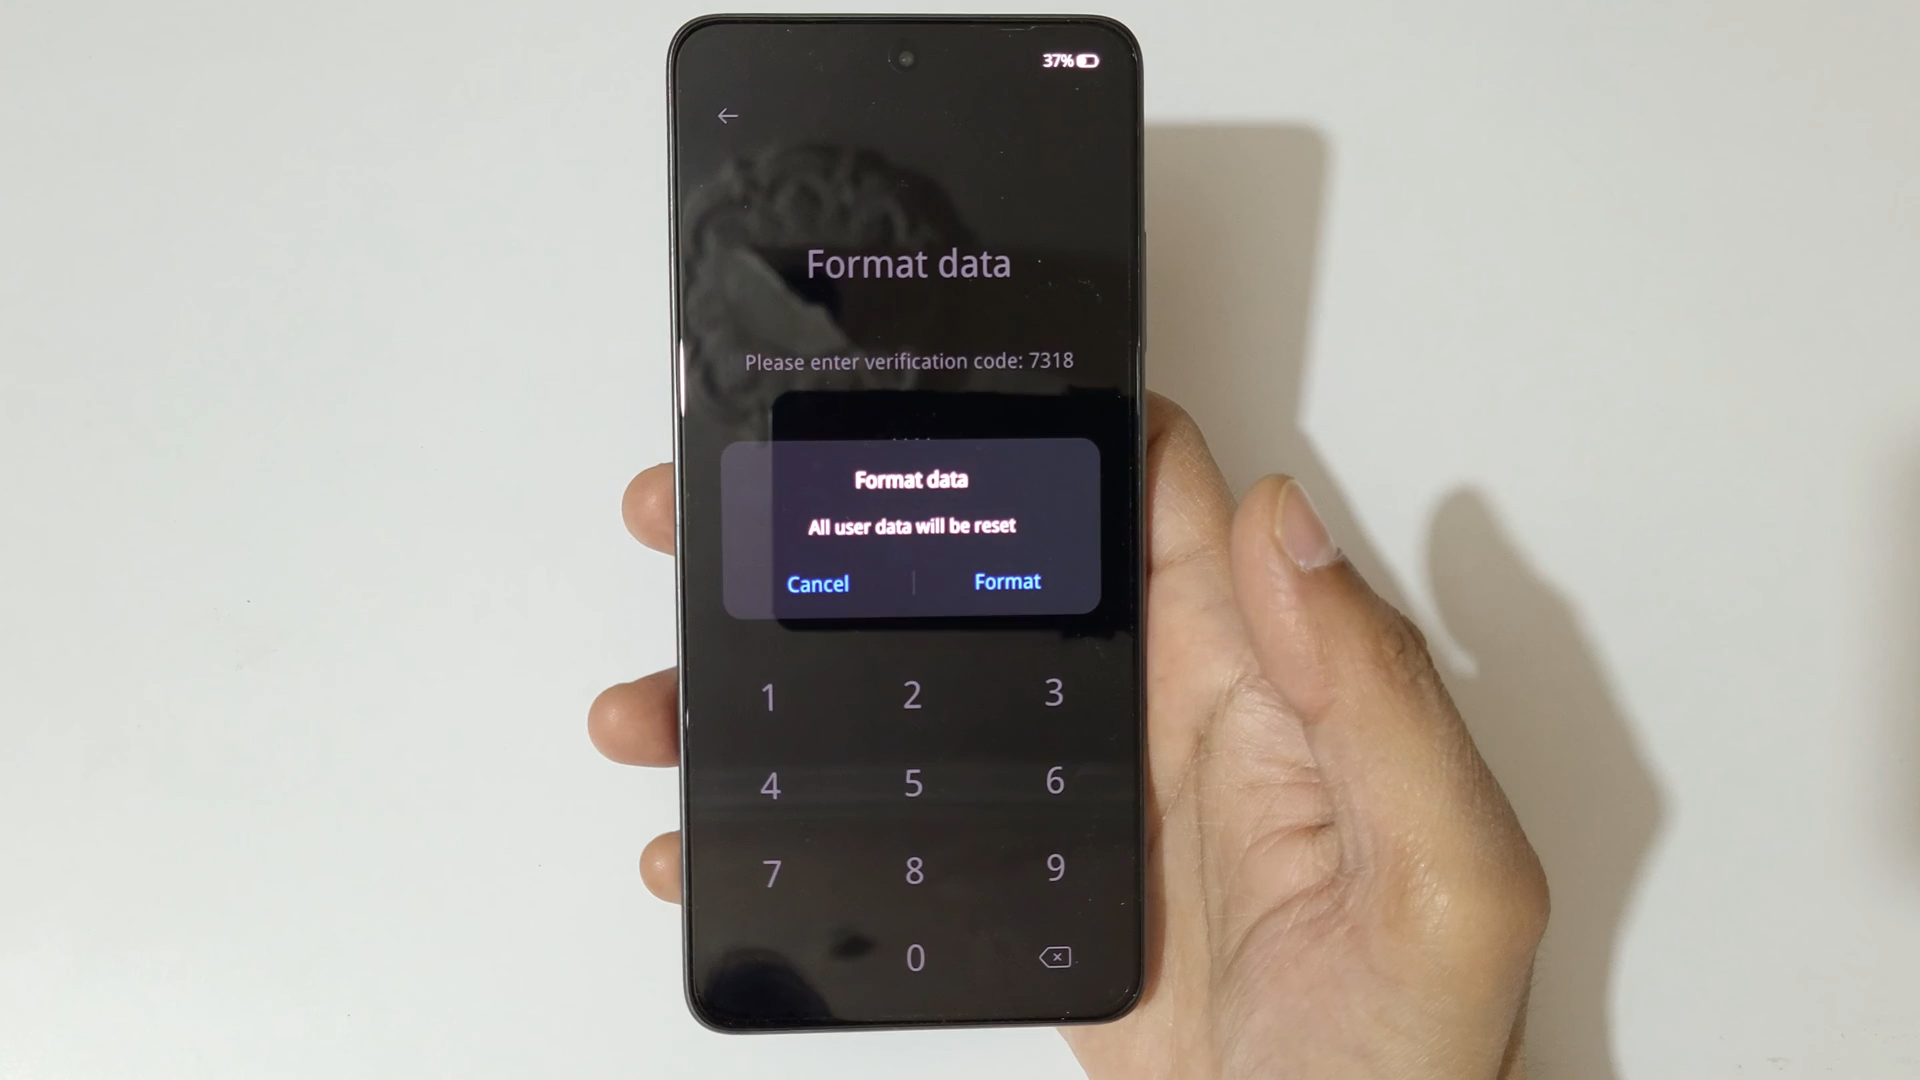 37%
Format data
Please enter verification code: 7318
Format data
All user data will be reset
Cancel Format
1 2 3
4 5 6
7 8 9
0